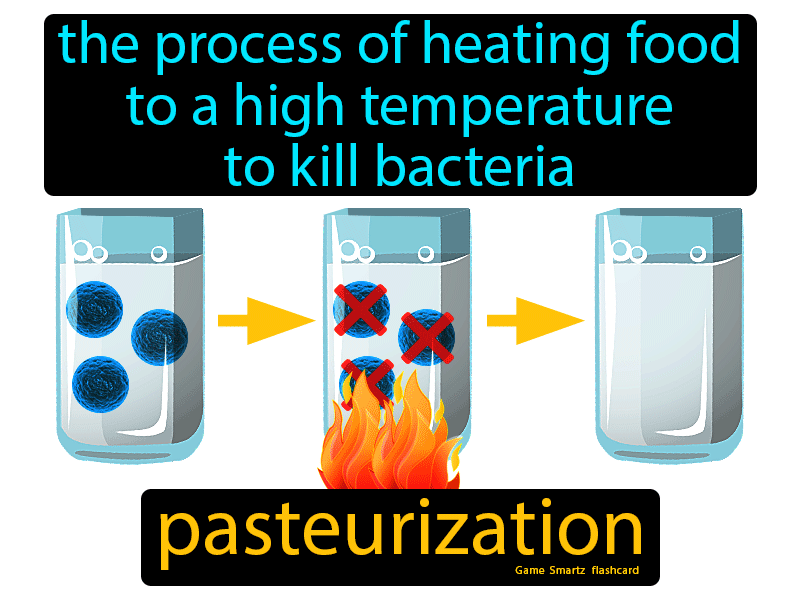 the process of heating food
to a high temperature
to kill bacteria
pasteurization
Game Smartz flashcard